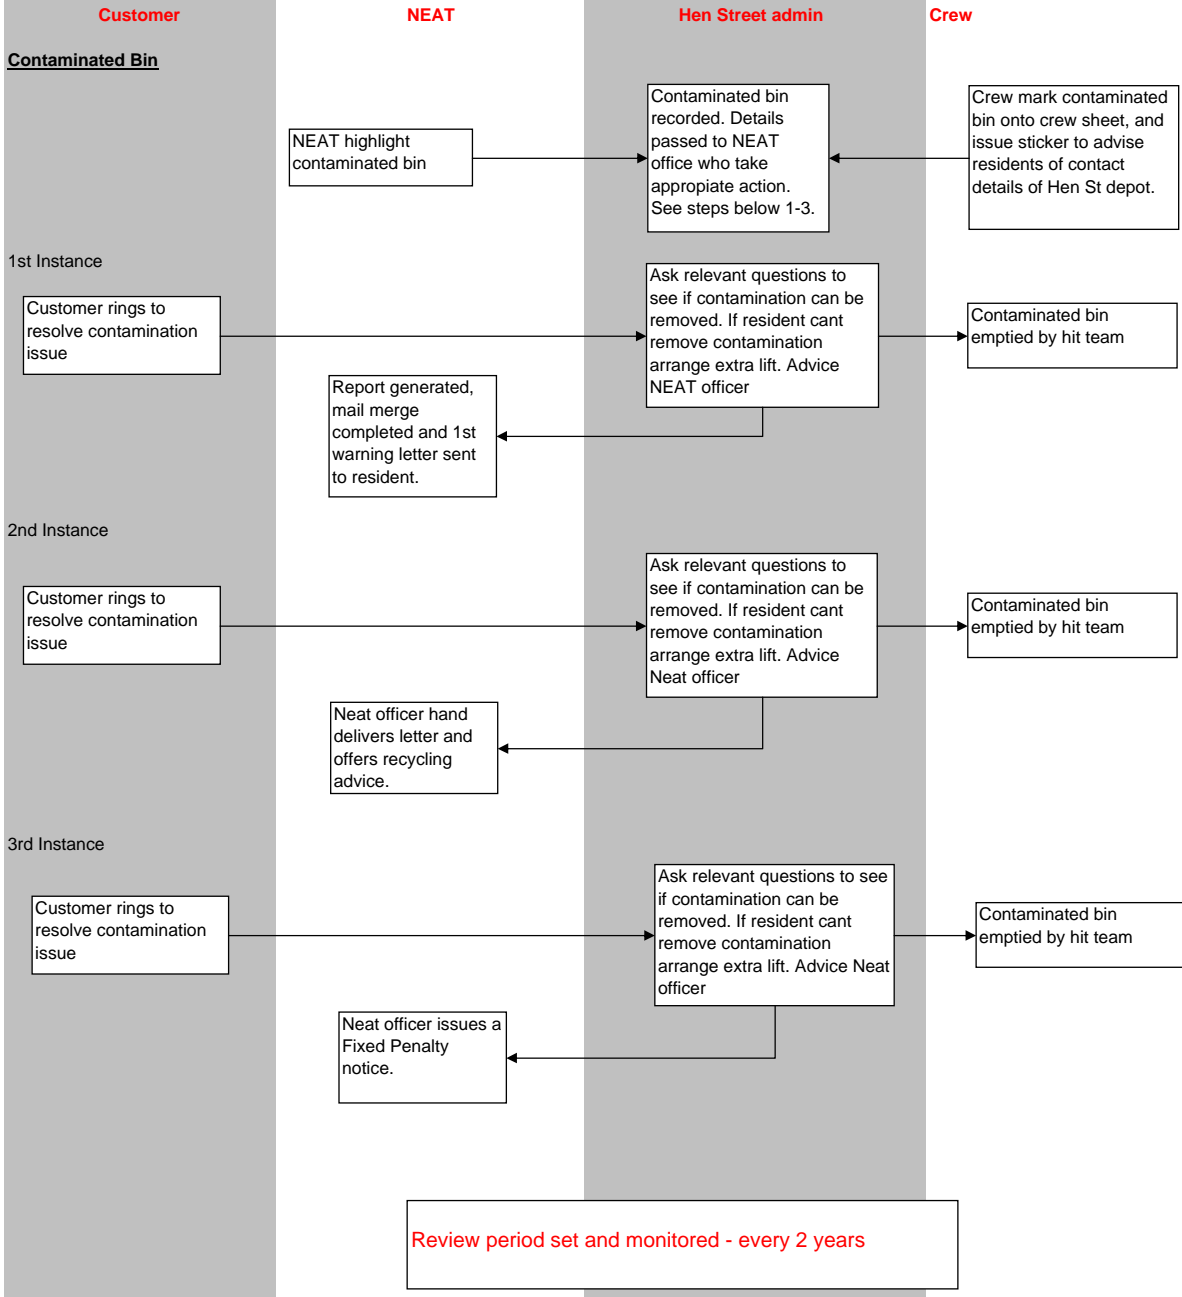 Customer
NEAT
Hen Street admin
Crew
Contaminated Bin
NEAT highlight
contaminated bin
Contaminated bin
recorded. Details
passed to NEAT
office who take
appropiate action.
See steps below 1-3.
Crew mark contaminated
bin onto crew sheet, and
issue sticker to advise
residents of contact
details of Hen St depot.
1st Instance
Customer rings to
resolve contamination
issue
Ask relevant questions to
see if contamination can be
removed. If resident cant
remove contamination
arrange extra lift. Advice
NEAT officer
Contaminated bin
emptied by hit team
Report generated,
mail merge
completed and 1st
warning letter sent
to resident.
2nd Instance
Customer rings to
resolve contamination
issue
Ask relevant questions to
see if contamination can be
removed. If resident cant
remove contamination
arrange extra lift. Advice
Neat officer
Contaminated bin
emptied by hit team
Neat officer hand
delivers letter and
offers recycling
advice.
3rd Instance
Customer rings to
resolve contamination
issue
Ask relevant questions to see
if contamination can be
removed. If resident cant
remove contamination
arrange extra lift. Advice Neat
officer
Contaminated bin
emptied by hit team
Neat officer issues a
Fixed Penalty
notice.
Review period set and monitored - every 2 years